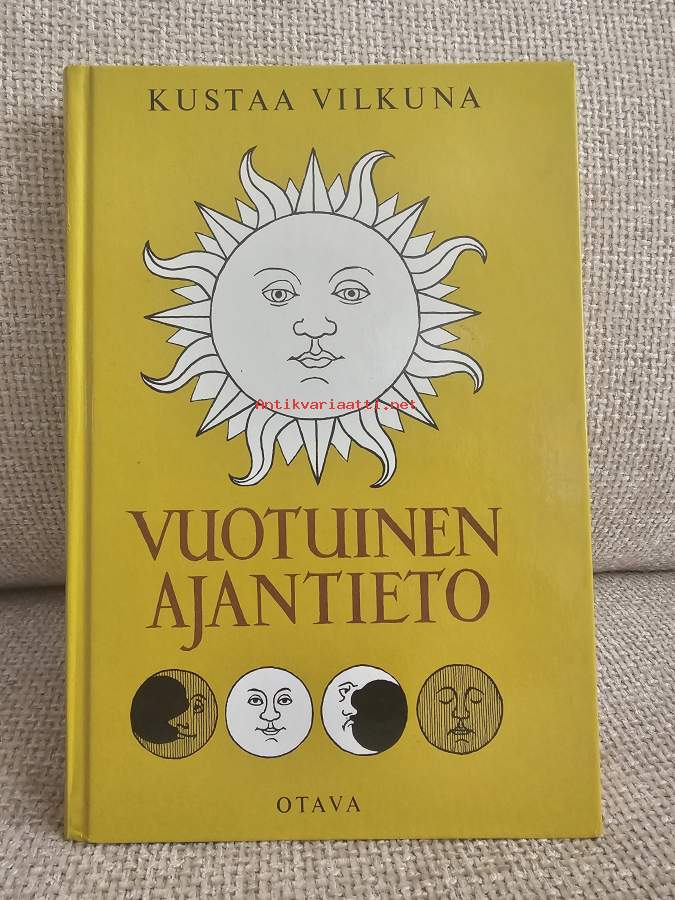 KUSTAA VILKUNA
Antikvariaatti.net
VUOTUINEN
AJANTIETO
OTAVA